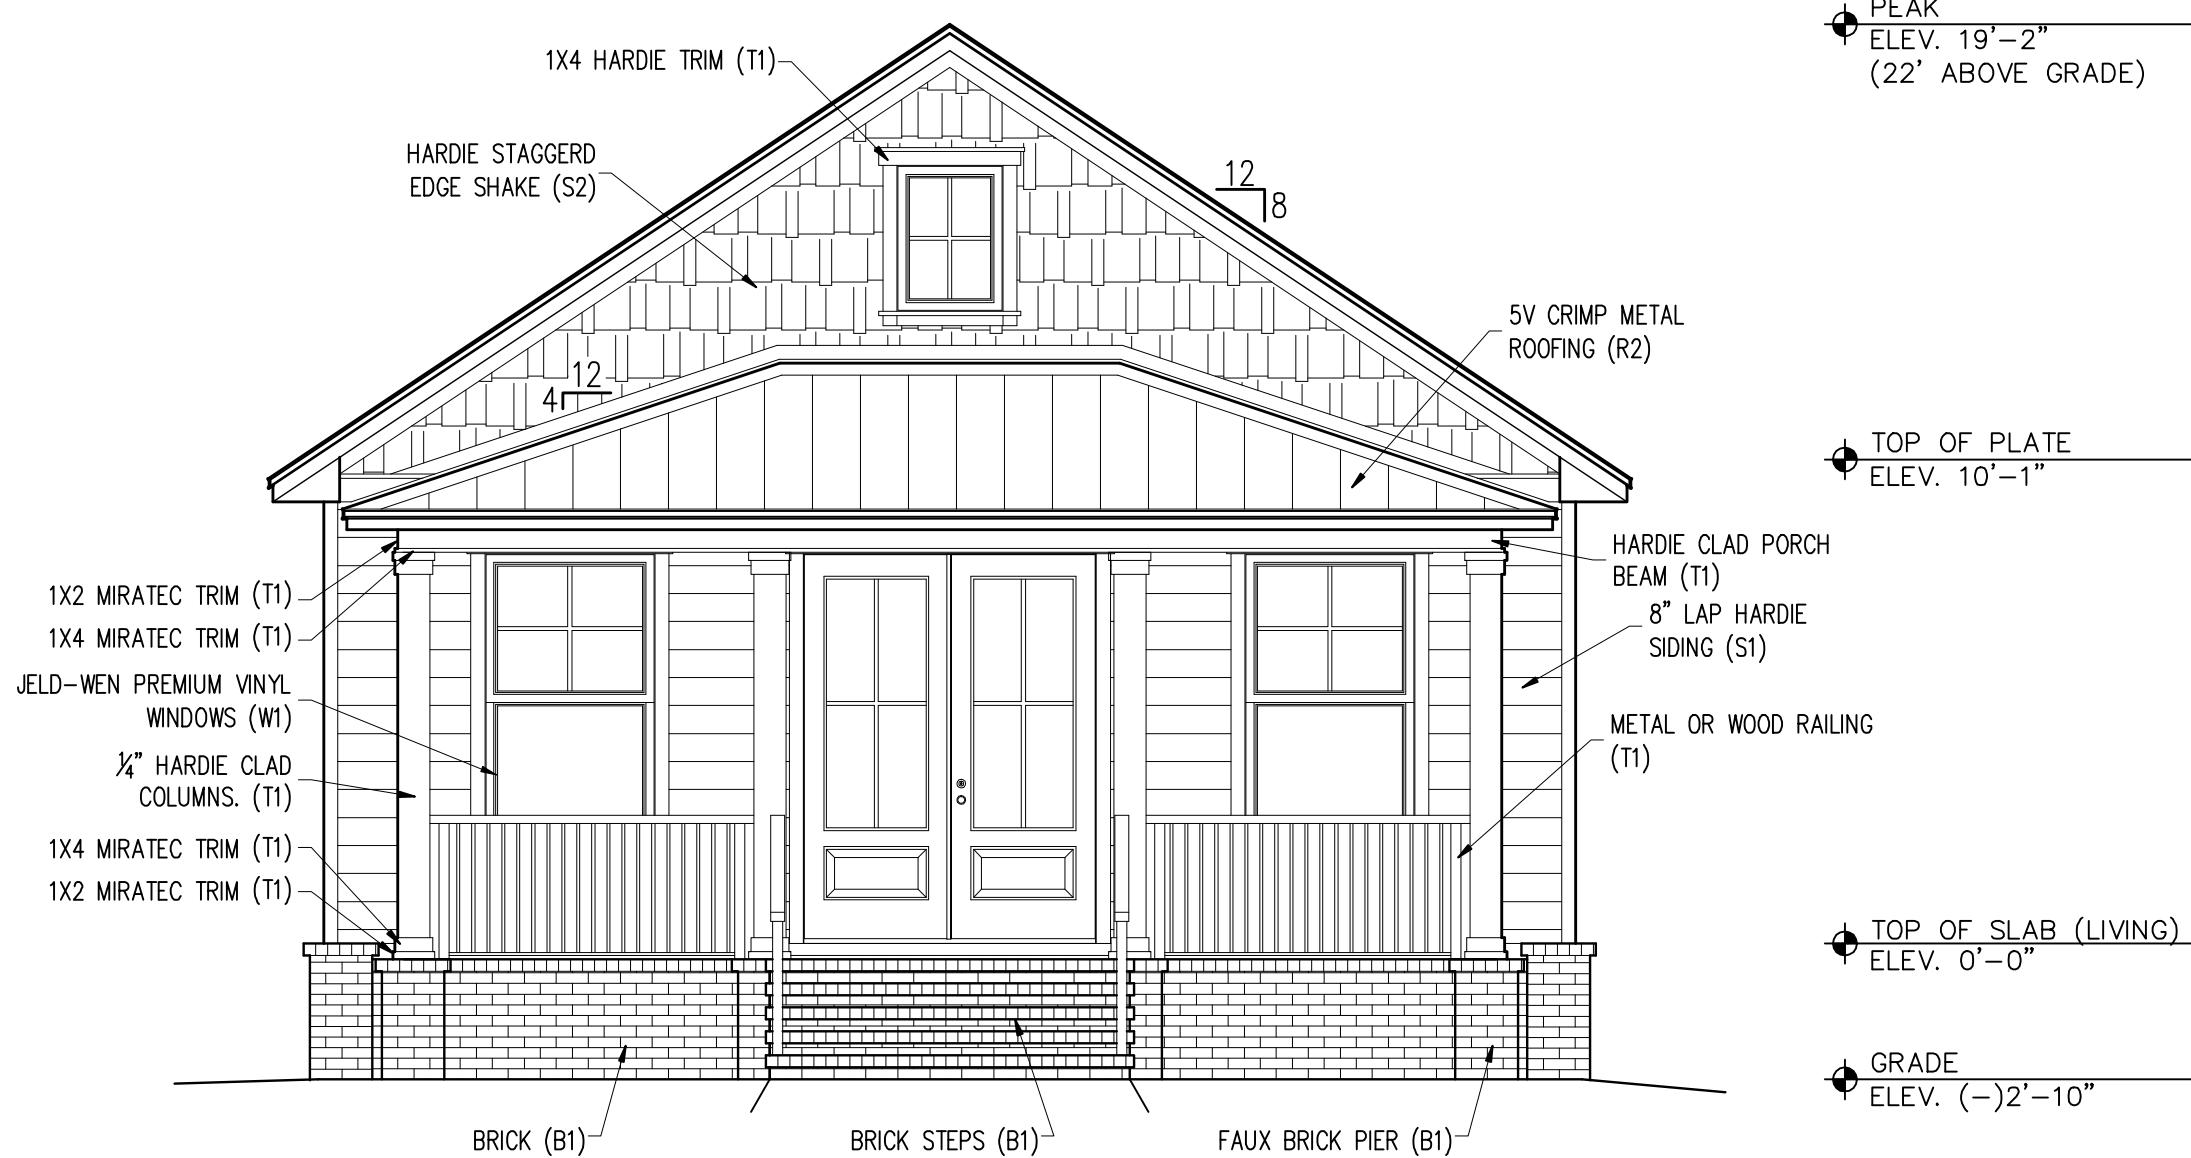 PEAK
ELEV. 19'-2"
(22' ABOVE GRADE)
1X4 HARDIE TRIM (T1)
HARDIE STAGGERD
EDGE SHAKE (S2)
12
8
5V CRIMP METAL
ROOFING (R2)
12
4
TOP OF PLATE
ELEV. 10'-1"
HARDIE CLAD PORCH
BEAM (T1)
1X2 MIRATEC TRIM (T1)
1X4 MIRATEC TRIM (T1)
8" LAP HARDIE
SIDING (S1)
JELD-WEN PREMIUM VINYL
WINDOWS (W1)
METAL OR WOOD RAILING
(T1)
¼" HARDIE CLAD
COLUMNS. (T1)
1X4 MIRATEC TRIM (T1)
1X2 MIRATEC TRIM (T1)
TOP OF SLAB (LIVING)
ELEV. 0'-0"
GRADE
ELEV. (-)2'-10"
BRICK (B1)
BRICK STEPS (B1)
FAUX BRICK PIER (B1)